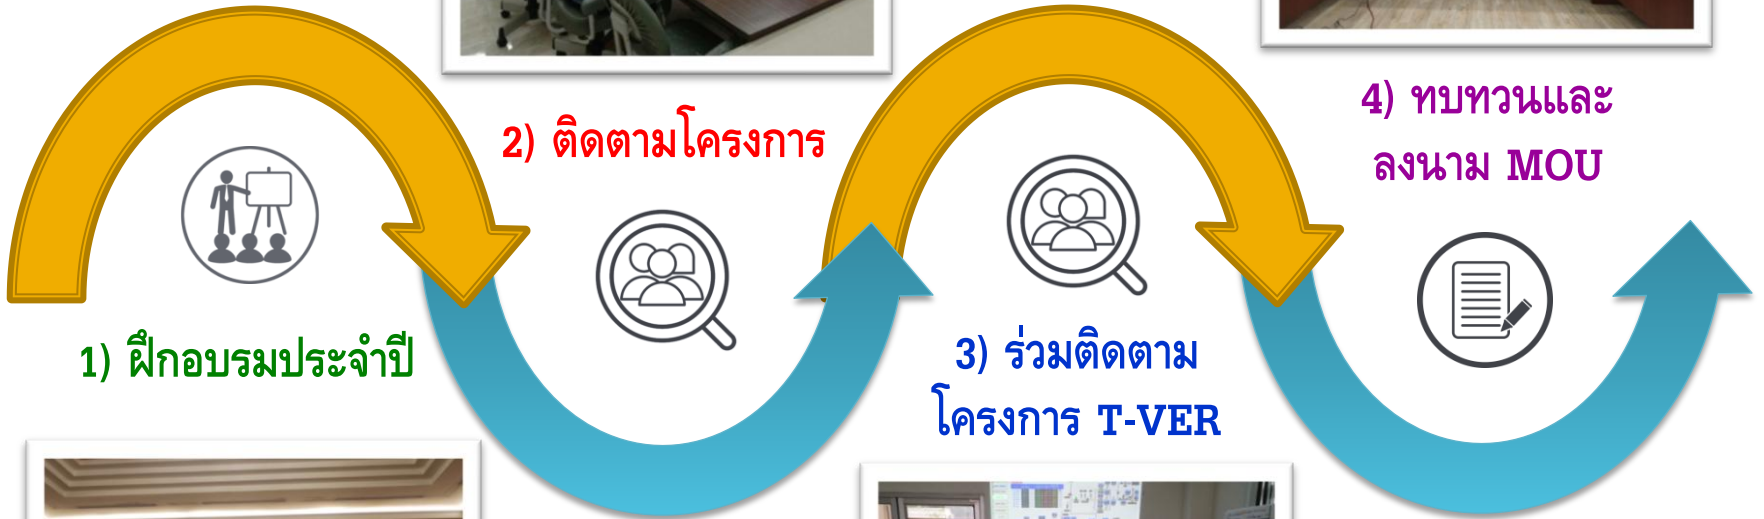 1) ฝึกอบรมประจำปี
2) ติดตามโครงการ
3) ร่วมติดตาม
โครงการ T-VER
4) ทบทวนและ
ลงนาม MOU